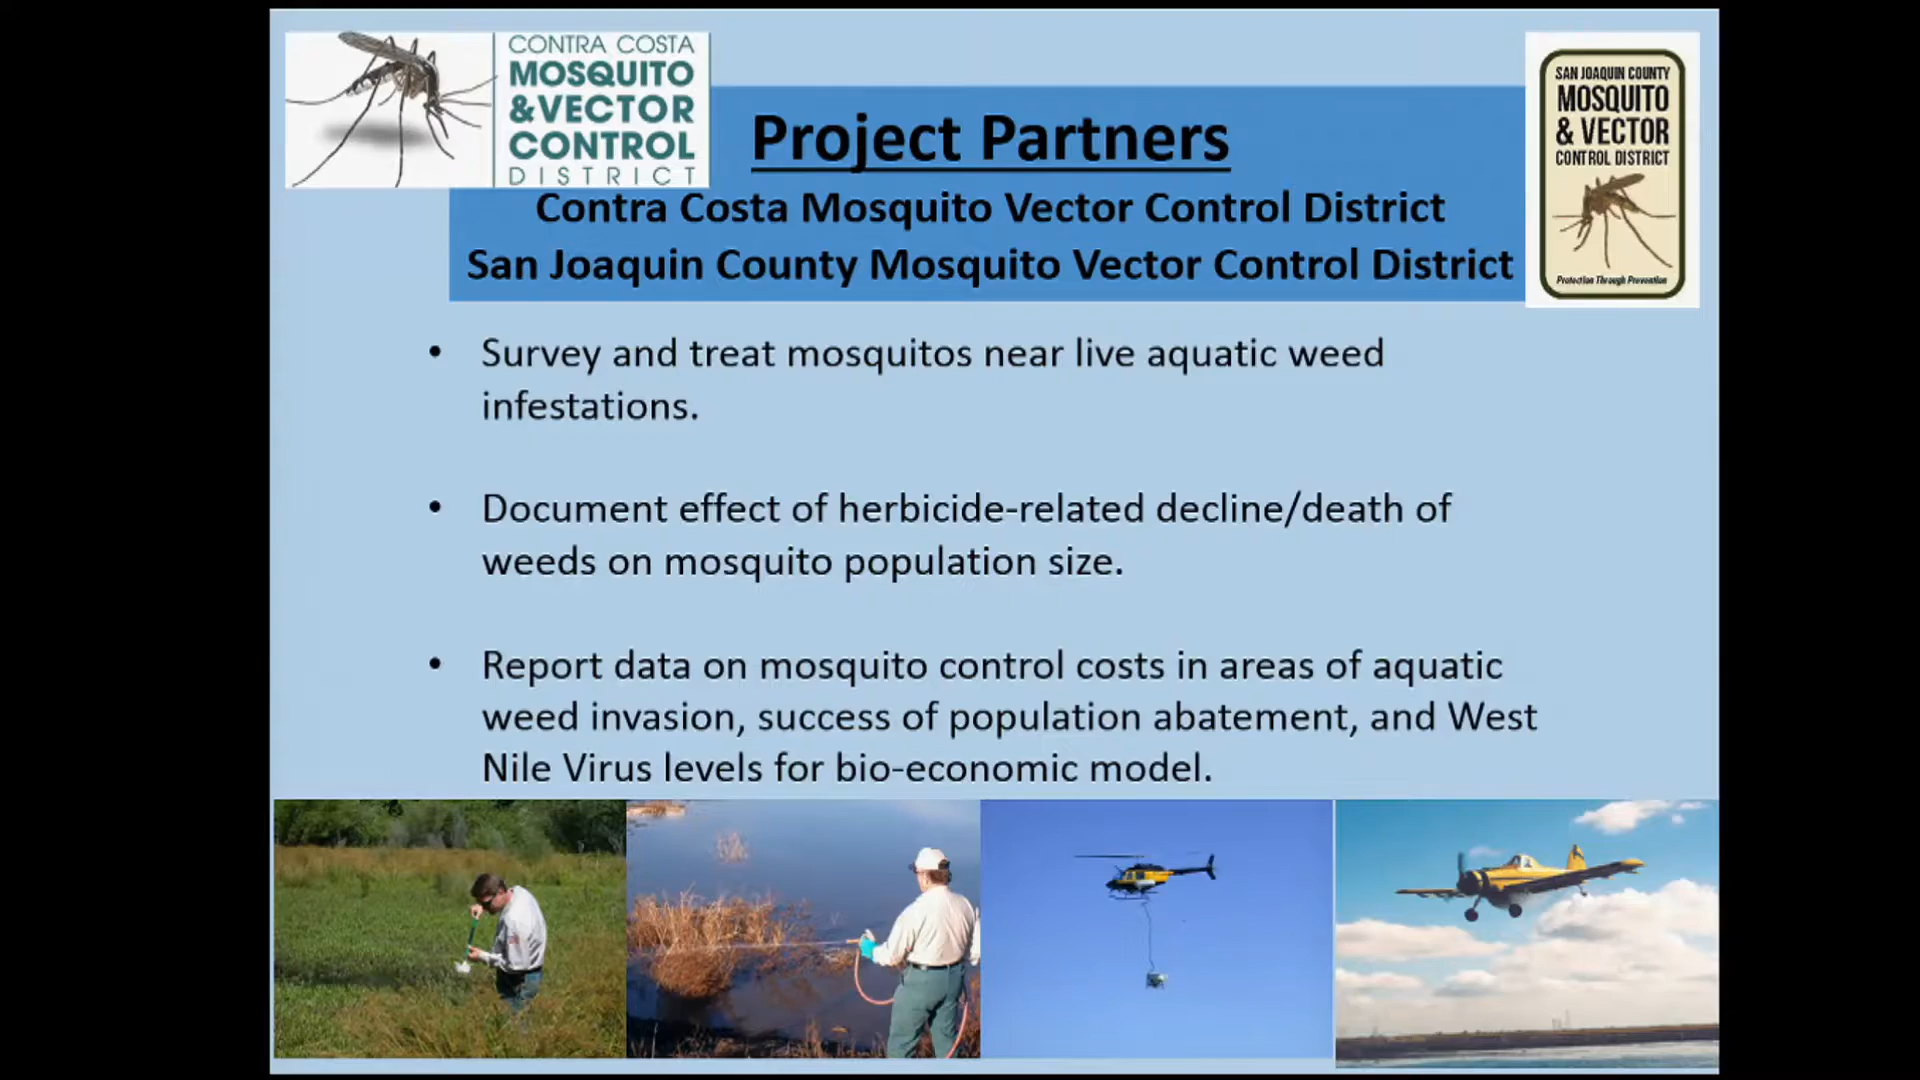 CONTRA COSTA
MOSQUITO
&VECTOR
CONTROL
DISTRICT
Project Partners
Contra Costa Mosquito Vector Control District
San Joaquin County Mosquito Vector Control District
SAN JOAQUIN COUNTY
MOSQUITO
& VECTOR
CONTROL DISTRICT
Protection Through Prevention
• Survey and treat mosquitos near live aquatic weed
infestations.
• Document effect of herbicide-related decline/death of
weeds on mosquito population size.
• Report data on mosquito control costs in areas of aquatic
weed invasion, success of population abatement, and West
Nile Virus levels for bio-economic model.